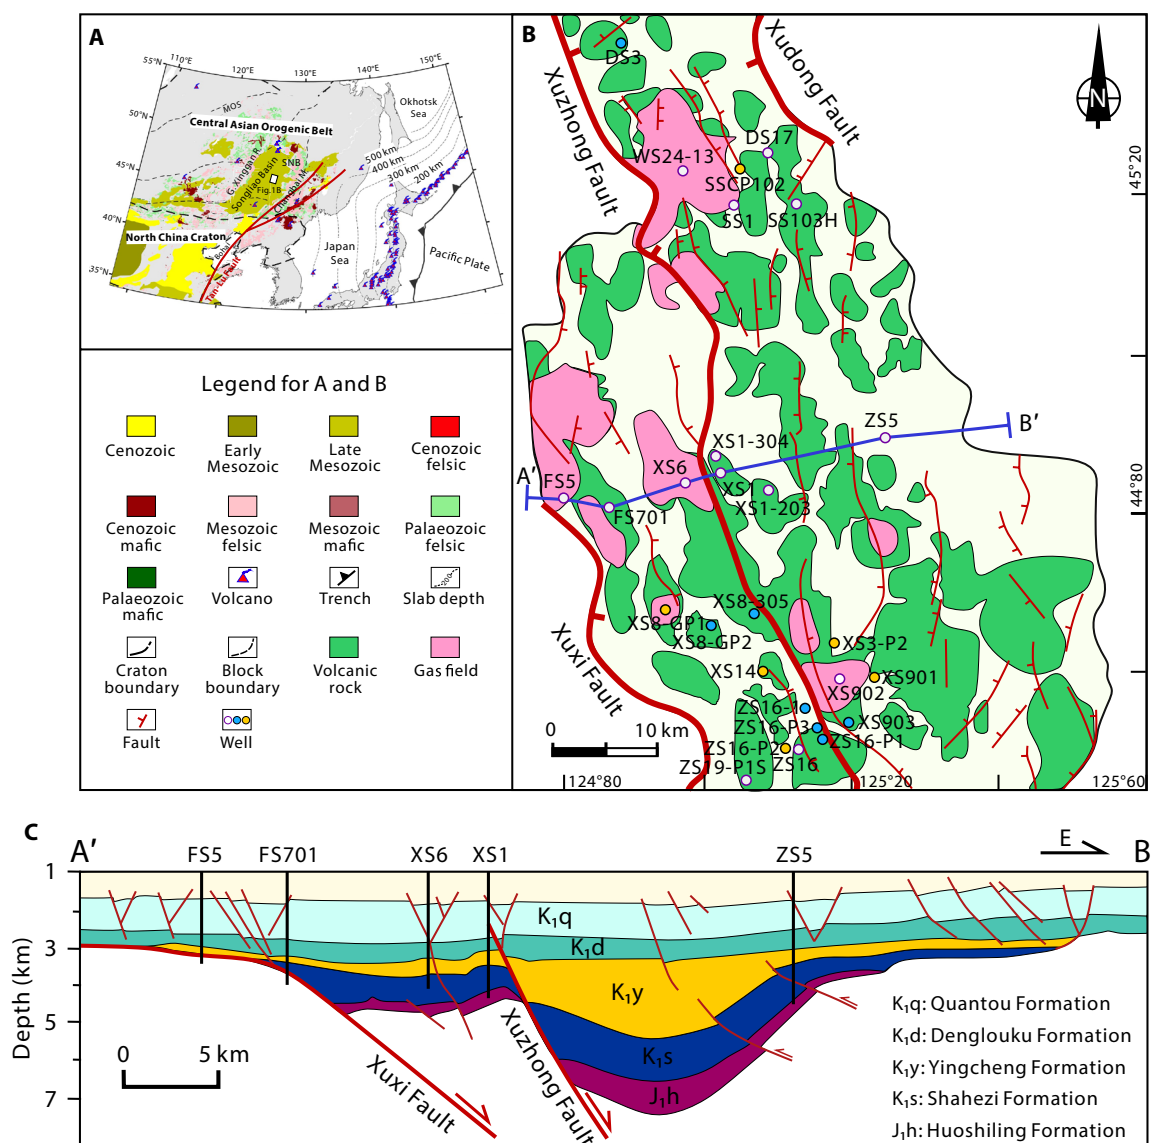 A
110°E
120°E
130°E
140°E
150°E
55°N
50°N
45°N
40°N
35°N
MOS
Okhotsk
Sea
Central Asian Orogenic Belt
G. Xing'gan R.
SNB
Songliao Basin
Fig.1B
Changbai M.
500 km
400 km
300 km
200 km
North China Craton
Bohai
Tan-Lu Fault
Japan
Sea
Pacific Plate
Legend for A and B
Cenozoic
Early
Mesozoic
Late
Mesozoic
Cenozoic
felsic
Cenozoic
mafic
Mesozoic
felsic
Mesozoic
mafic
Palaeozoic
felsic
Palaeozoic
mafic
Volcano
Trench
200
Slab depth
Craton
boundary
Block
boundary
Volcanic
rock
Gas field
Fault
Well
B
N
Xuzhong Fault
Xudong Fault
DS3
DS17
WS24-13
SSCP102
SS1
SS103H
45°20
ZS5
B′
XS1-304
A′
FS5
XS6
XS1
XS1-203
FS701
44°80
XS8-305
XS8-GP1
XS8-GP2
XS3-P2
Xuxi Fault
XS14
XS901
XS902
ZS16-1
XS903
ZS16-P3
ZS16-P1
ZS16-P2
ZS16
ZS19-P1S
0
10 km
124°80
125°20
125°60
C
A′
FS5
FS701
XS6
XS1
ZS5
E
B
1
3
5
7
Depth (km)
K₁q
K₁d
K₁y
K₁s
J₁h
0
5 km
Xuxi Fault
Xuzhong Fault
K₁q: Quantou Formation
K₁d: Denglouku Formation
K₁y: Yingcheng Formation
K₁s: Shahezi Formation
J₁h: Huoshiling Formation